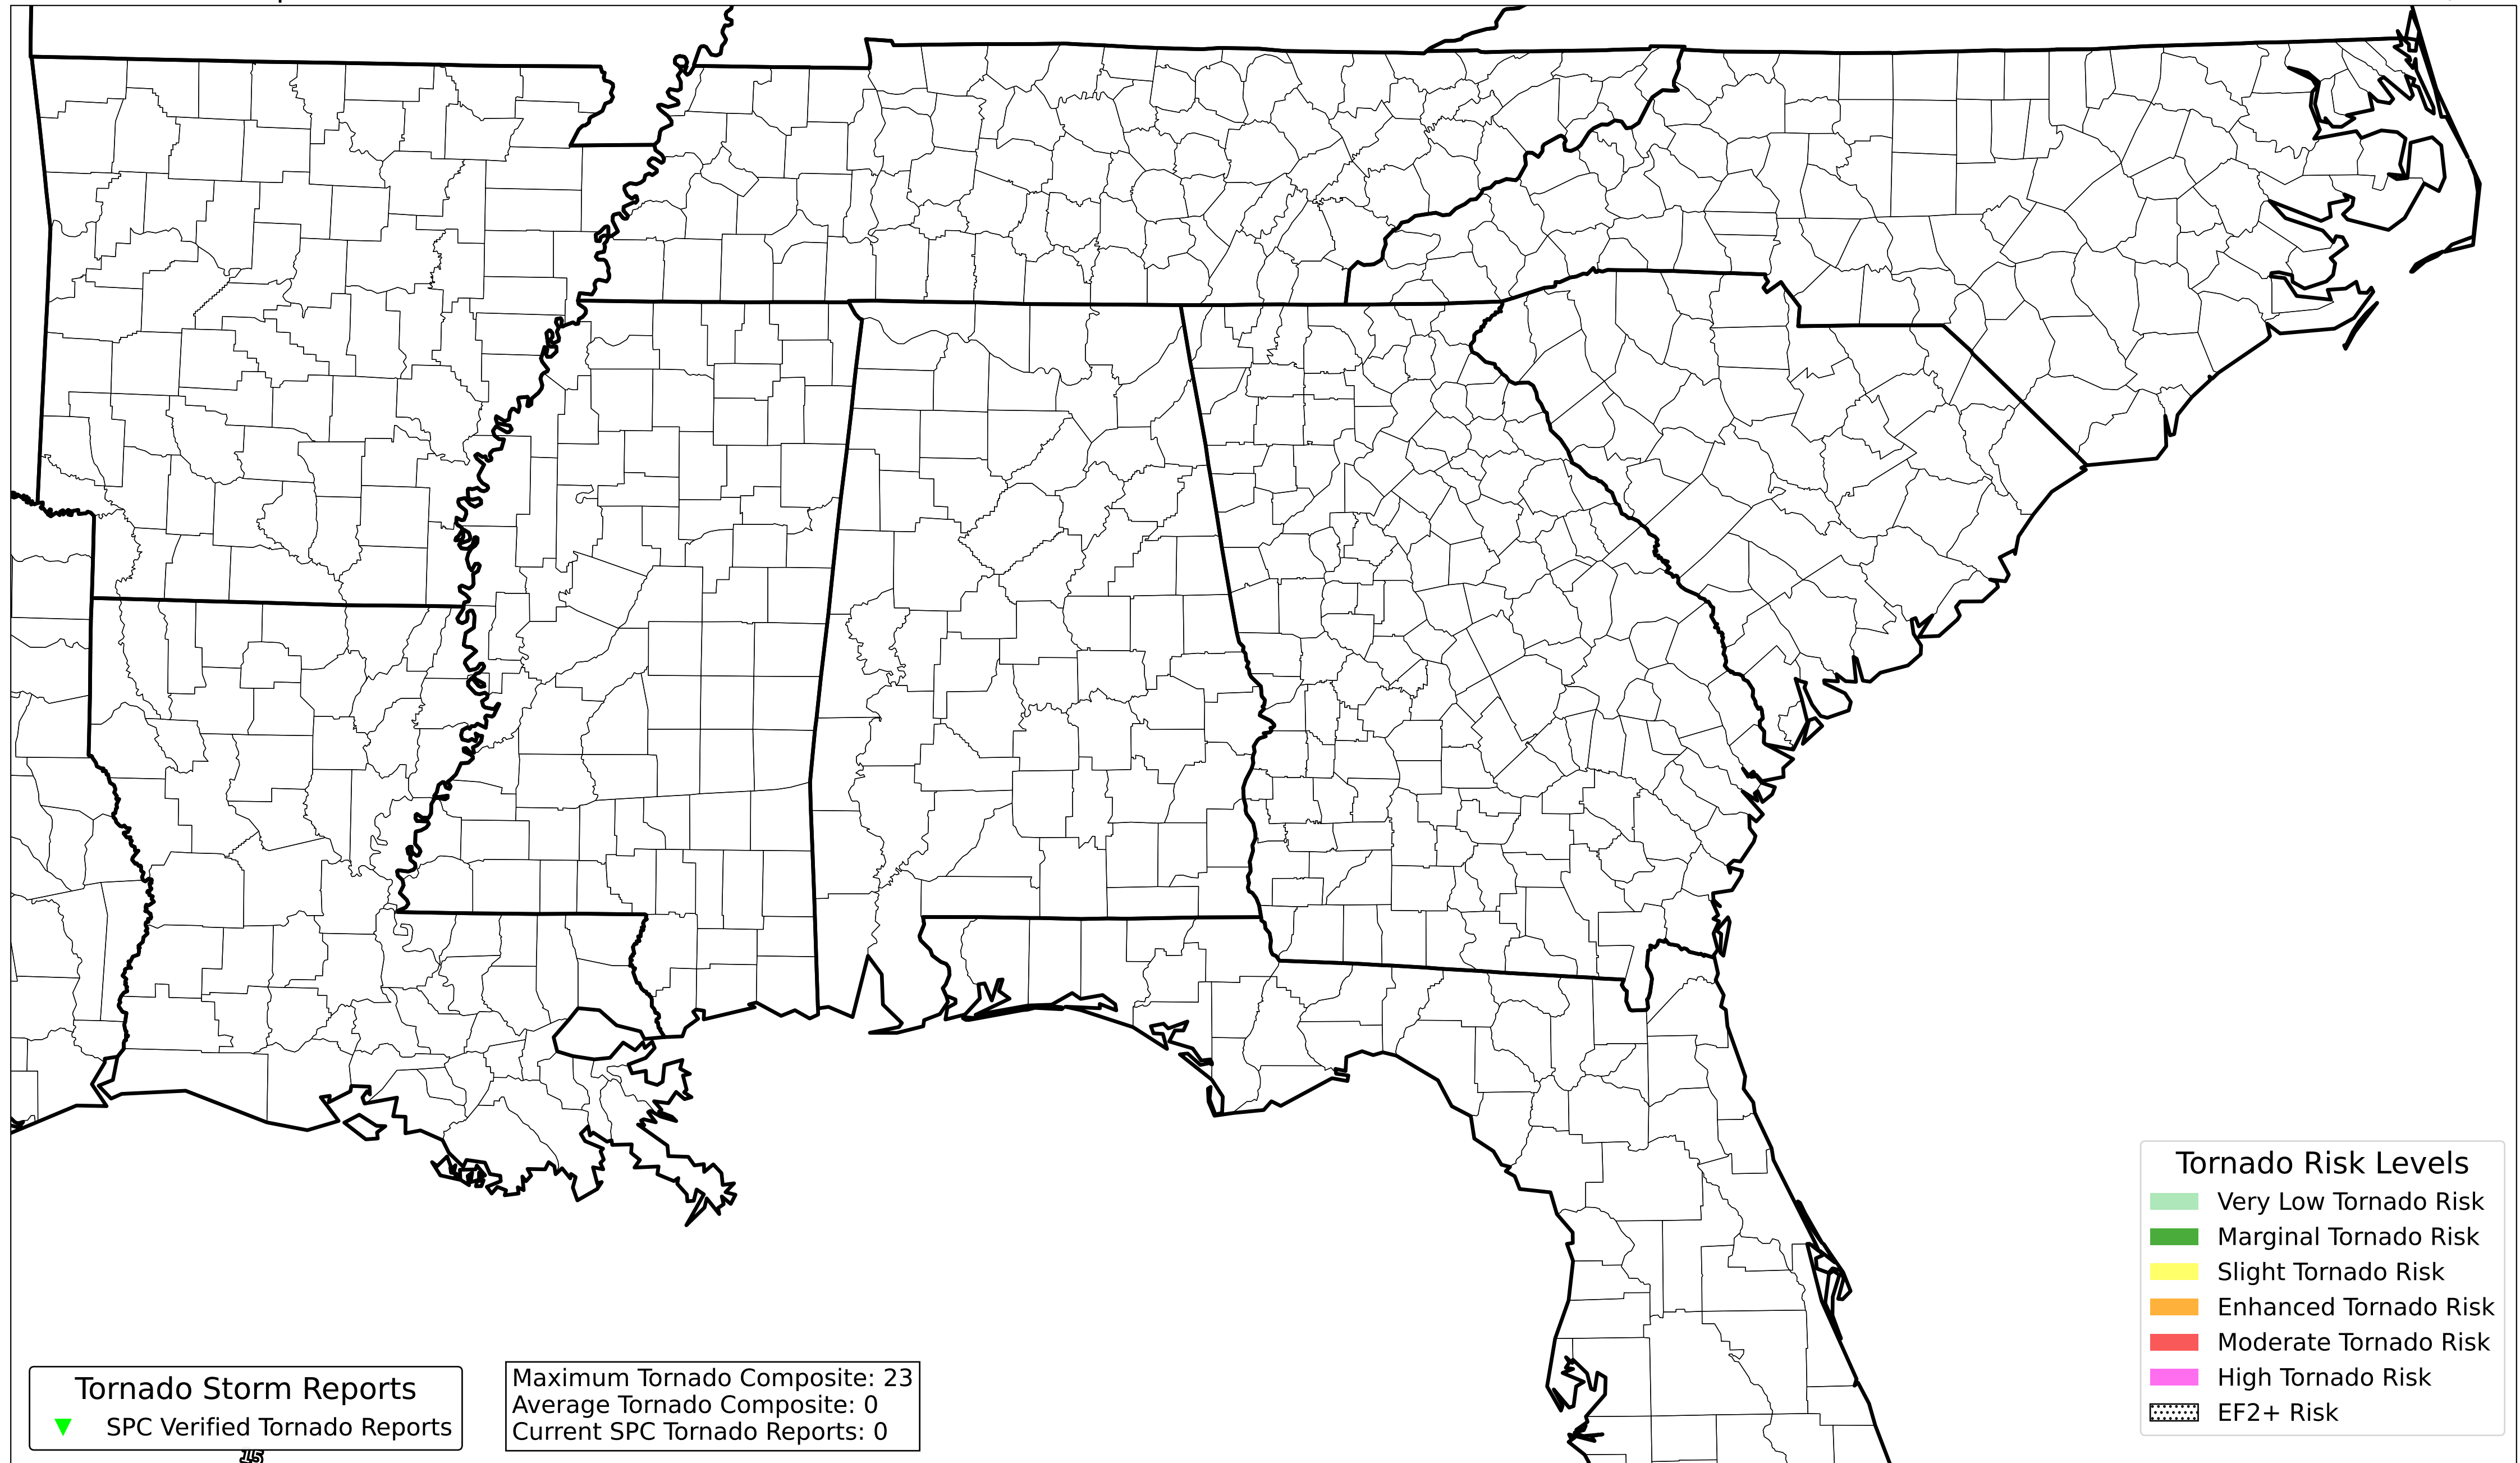 Tornado Risk Levels
Very Low Tornado Risk
Marginal Tornado Risk
Slight Tornado Risk
Enhanced Tornado Risk
Moderate Tornado Risk
High Tornado Risk
EF2+ Risk
Tornado Storm Reports
SPC Verified Tornado Reports
Maximum Tornado Composite: 23
Average Tornado Composite: 0
Current SPC Tornado Reports: 0
15